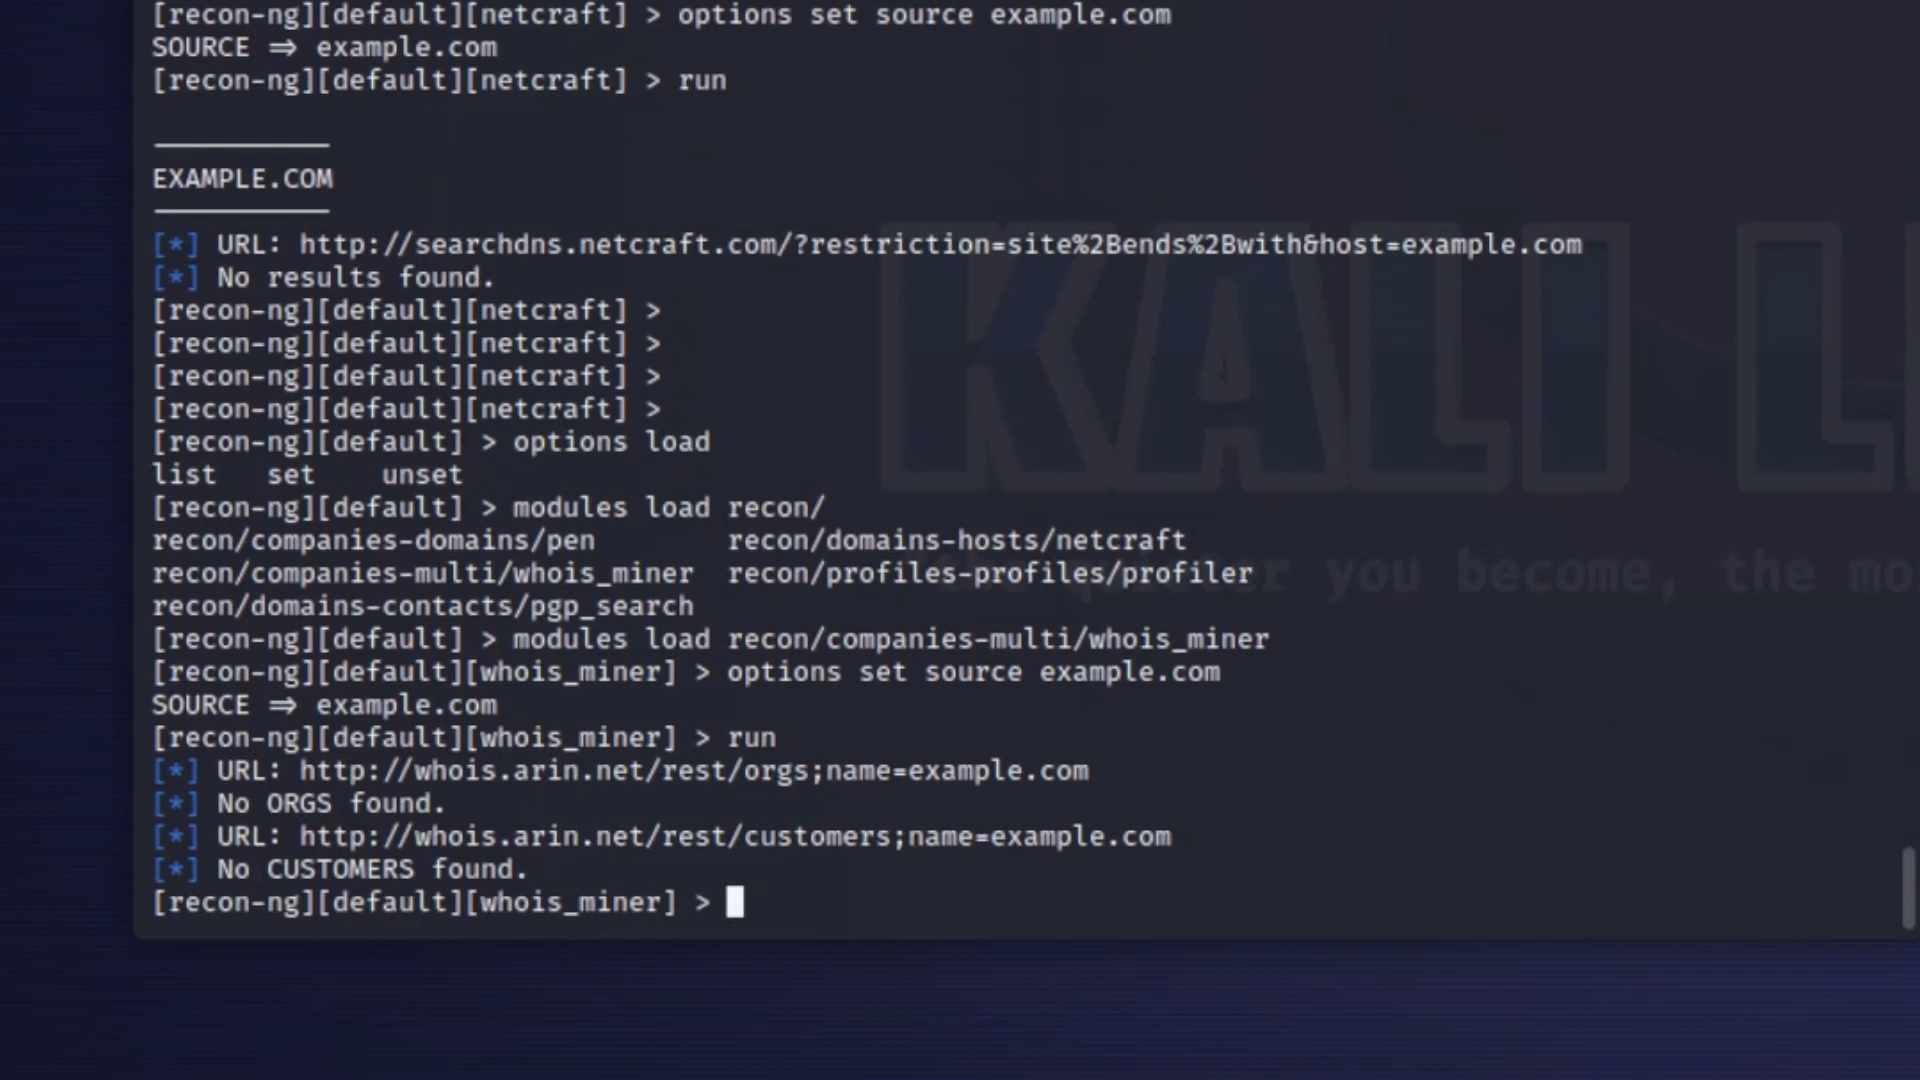 [recon-ng][default][netcraft] > options set source example.com
SOURCE ⇒ example.com
[recon-ng][default][netcraft] > run
EXAMPLE.COM
[*] URL: http://searchdns.netcraft.com/?restriction=site%2Bends%2Bwith&host=example.com
[*] No results found.
[recon-ng][default][netcraft] >
[recon-ng][default][netcraft] >
[recon-ng][default][netcraft] >
[recon-ng][default][netcraft] >
[recon-ng][default] > options load
list   set    unset
[recon-ng][default] > modules load recon/
recon/companies-domains/pen        recon/domains-hosts/netcraft
recon/companies-multi/whois_miner  recon/profiles-profiles/profiler
recon/domains-contacts/pgp_search
[recon-ng][default] > modules load recon/companies-multi/whois_miner
[recon-ng][default][whois_miner] > options set source example.com
SOURCE ⇒ example.com
[recon-ng][default][whois_miner] > run
[*] URL: http://whois.arin.net/rest/orgs;name=example.com
[*] No ORGS found.
[*] URL: http://whois.arin.net/rest/customers;name=example.com
[*] No CUSTOMERS found.
[recon-ng][default][whois_miner] >
KALI
you become, the